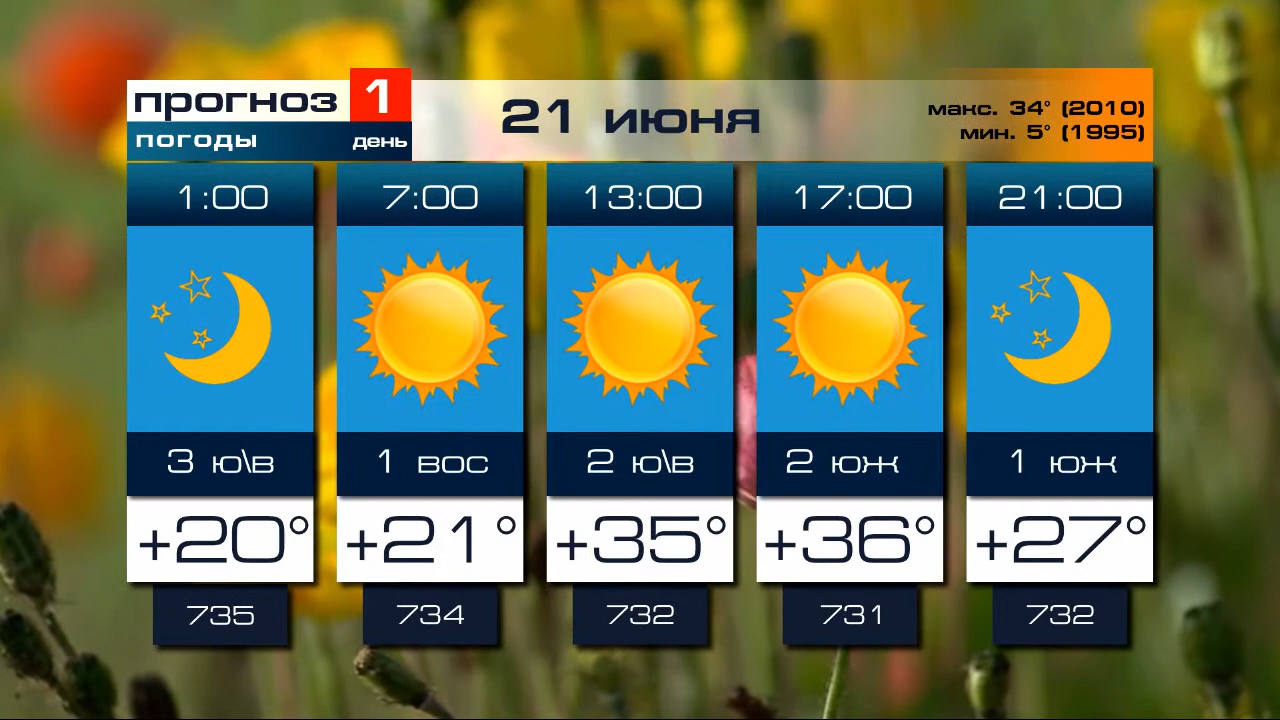 прогноз 1
погоды день
21 июня
макс. 34° (2010)
мин. 5° (1995)
1:00 7:00 13:00 17:00 21:00
3 ю\в 1 вос 2 ю\в 2 юж 1 юж
+20° +21° +35° +36° +27°
735 734 732 731 732